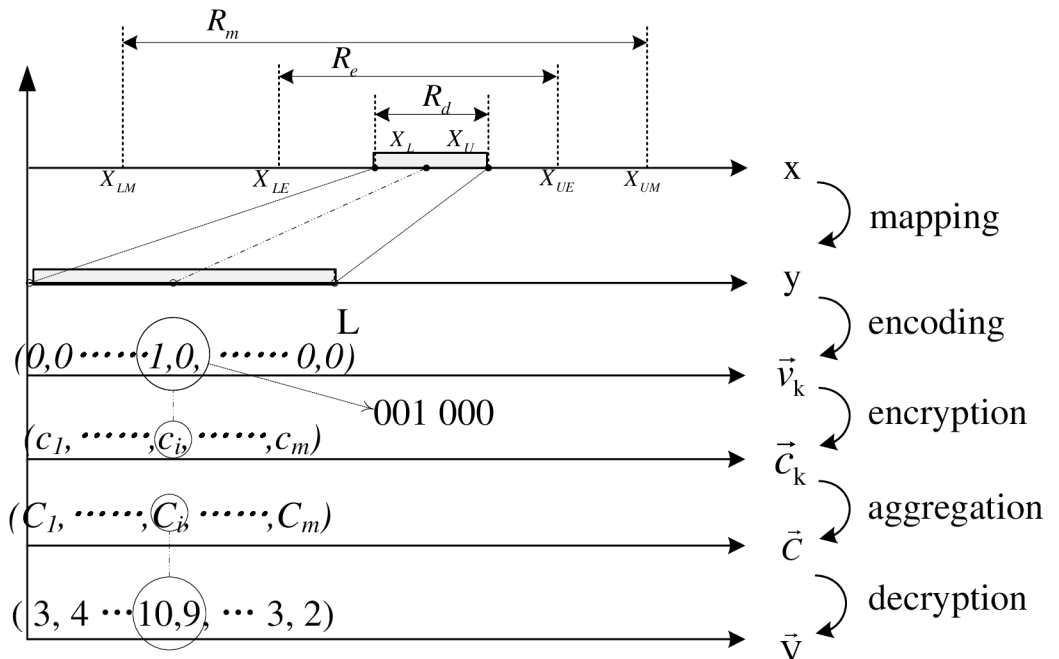 R_m
R_e
R_d
X_L X_U
X_LM X_LE X_UE X_UM x
mapping
y
L
encoding
(0,0 ······ 1,0, ······ 0,0)
v⃗_k
001 000
encryption
(c_1, ······, c_i, ······, c_m)
c⃗_k
aggregation
(C_1, ······, C_i, ······, C_m)
C⃗
decryption
( 3, 4 ··· 10,9, ··· 3, 2)
V⃗